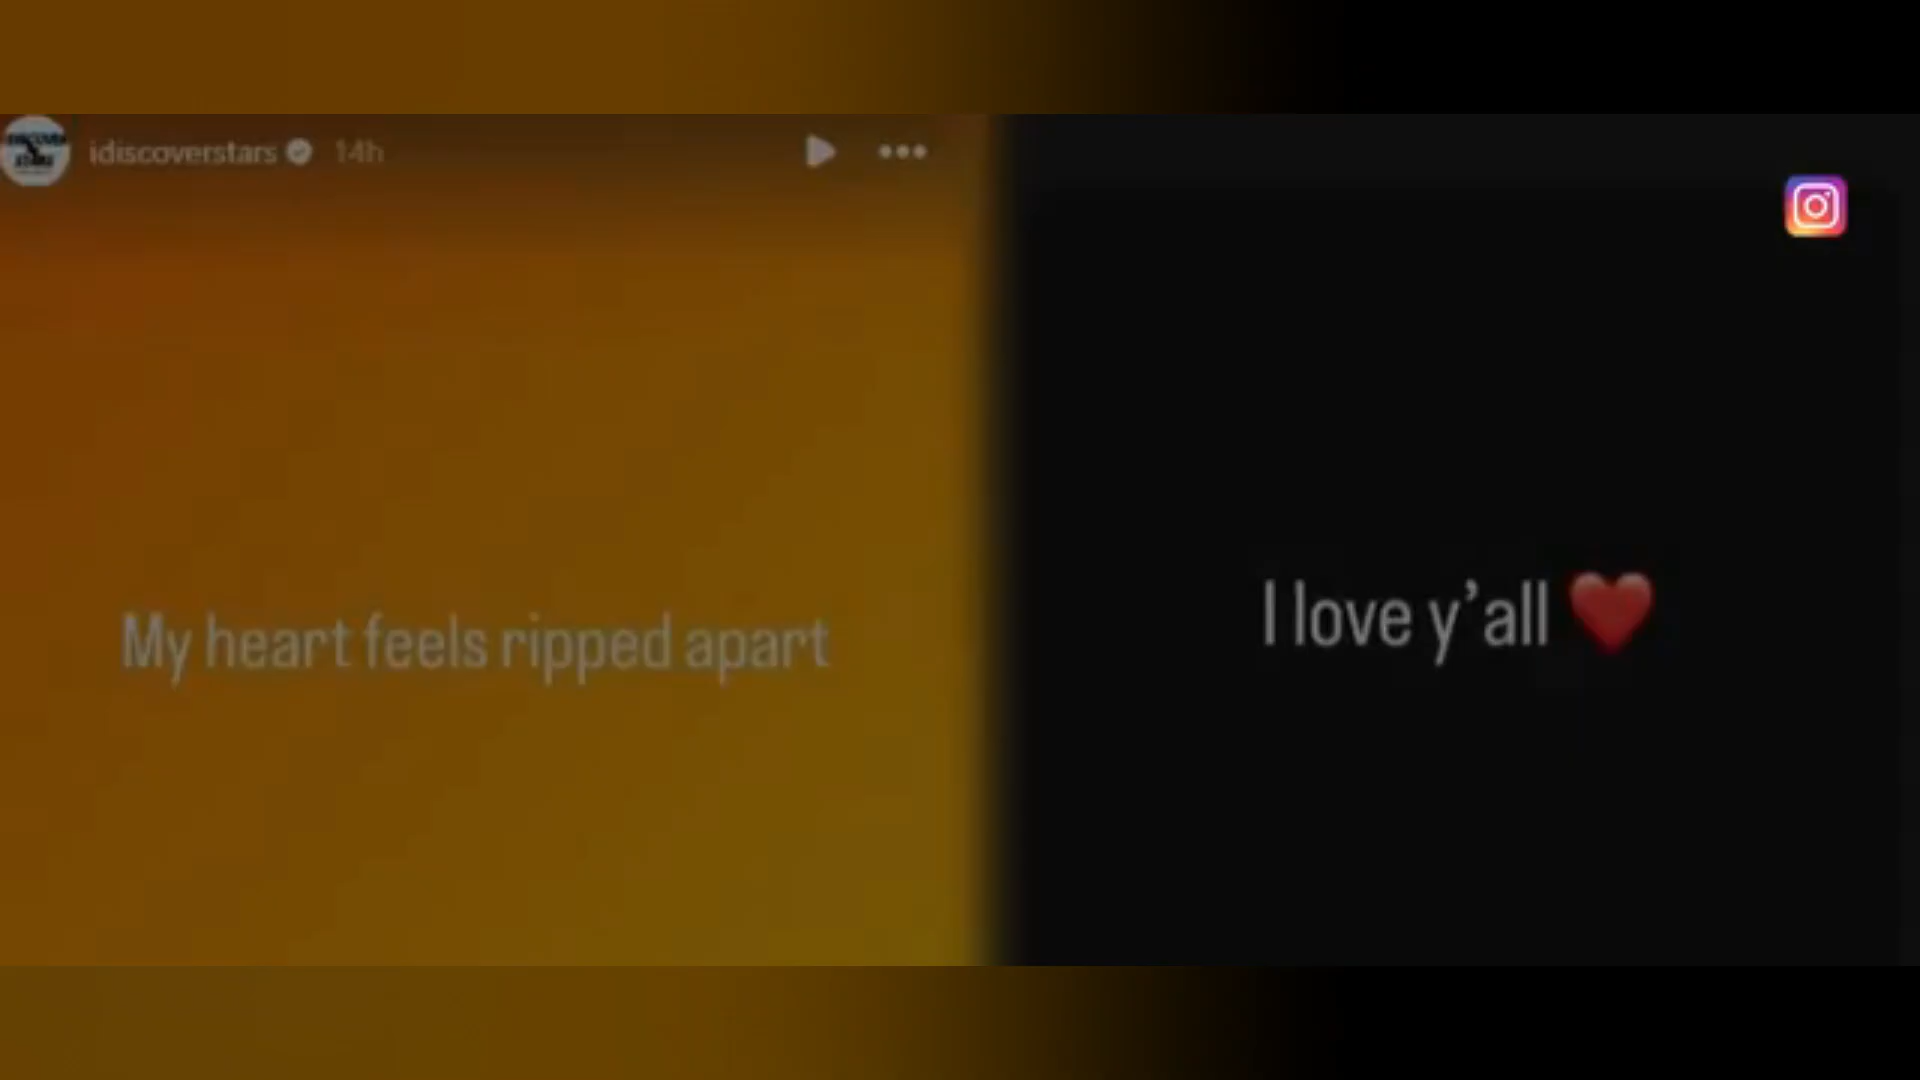 idiscoverstars 14h
My heart feels ripped apart
I love y’all ❤️